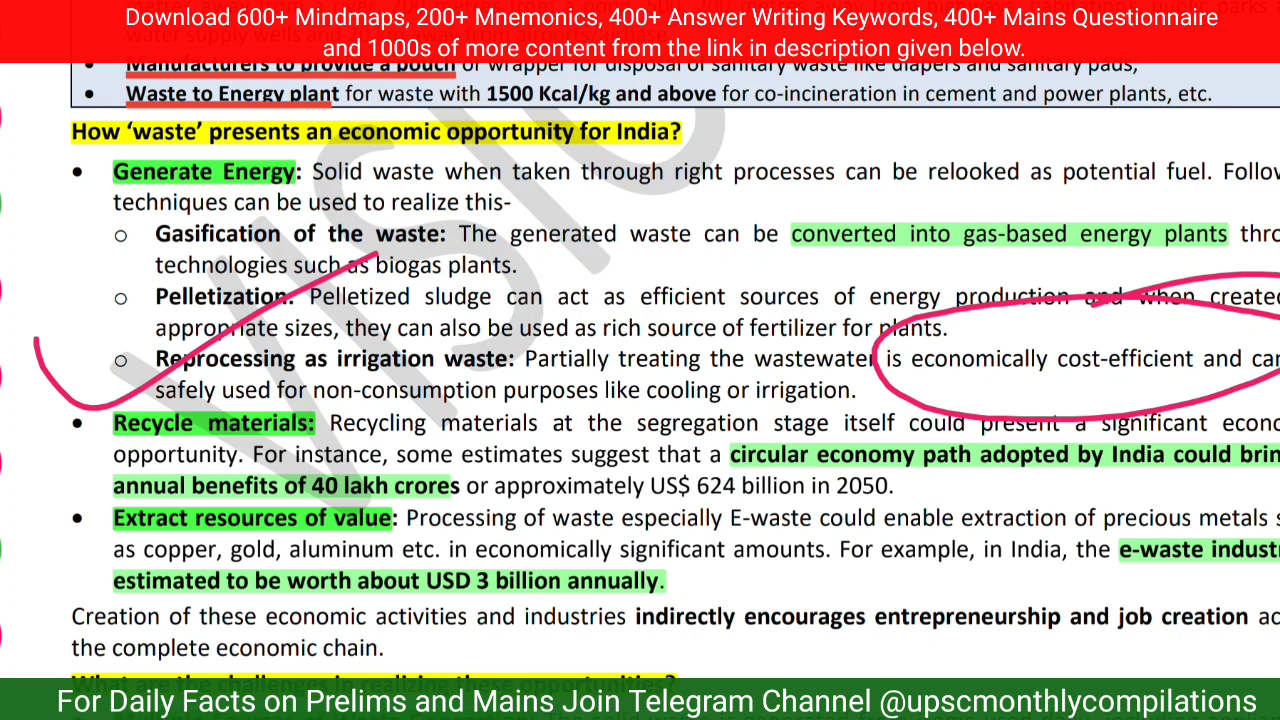 Download 600+ Mindmaps, 200+ Mnemonics, 400+ Answer Writing Keywords, 400+ Mains Questionnaire
and 1000s of more content from the link in description given below.
Manufacturers to provide a pouch or wrapper for disposal of sanitary waste like diapers and sanitary pads,
• Waste to Energy plant for waste with 1500 Kcal/kg and above for co-incineration in cement and power plants, etc.
How ‘waste’ presents an economic opportunity for India?
• Generate Energy: Solid waste when taken through right processes can be relooked as potential fuel. Follow
techniques can be used to realize this-
o Gasification of the waste: The generated waste can be converted into gas-based energy plants thro
technologies such as biogas plants.
o Pelletization: Pelletized sludge can act as efficient sources of energy production and when created
appropriate sizes, they can also be used as rich source of fertilizer for plants.
o Reprocessing as irrigation waste: Partially treating the wastewater is economically cost-efficient and can
safely used for non-consumption purposes like cooling or irrigation.
• Recycle materials: Recycling materials at the segregation stage itself could present a significant econo
opportunity. For instance, some estimates suggest that a circular economy path adopted by India could brin
annual benefits of 40 lakh crores or approximately US$ 624 billion in 2050.
• Extract resources of value: Processing of waste especially E-waste could enable extraction of precious metals s
as copper, gold, aluminum etc. in economically significant amounts. For example, in India, the e-waste industr
estimated to be worth about USD 3 billion annually.
Creation of these economic activities and industries indirectly encourages entrepreneurship and job creation ac
the complete economic chain.
What are the challenges in realizing these opportunities?
For Daily Facts on Prelims and Mains Join Telegram Channel @upscmonthlycompilations